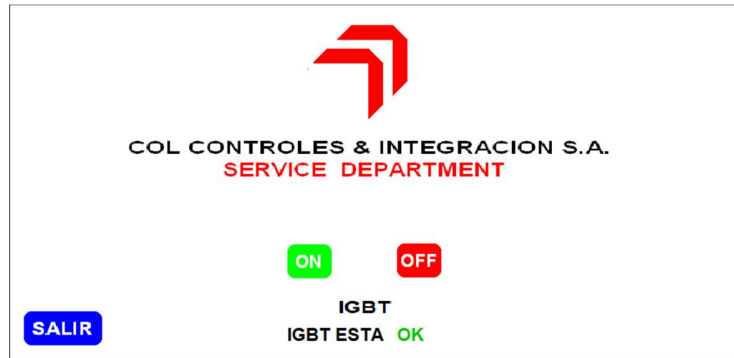 COL CONTROLES & INTEGRACION S.A.
SERVICE DEPARTMENT
ON OFF
IGBT
SALIR
IGBT ESTA OK